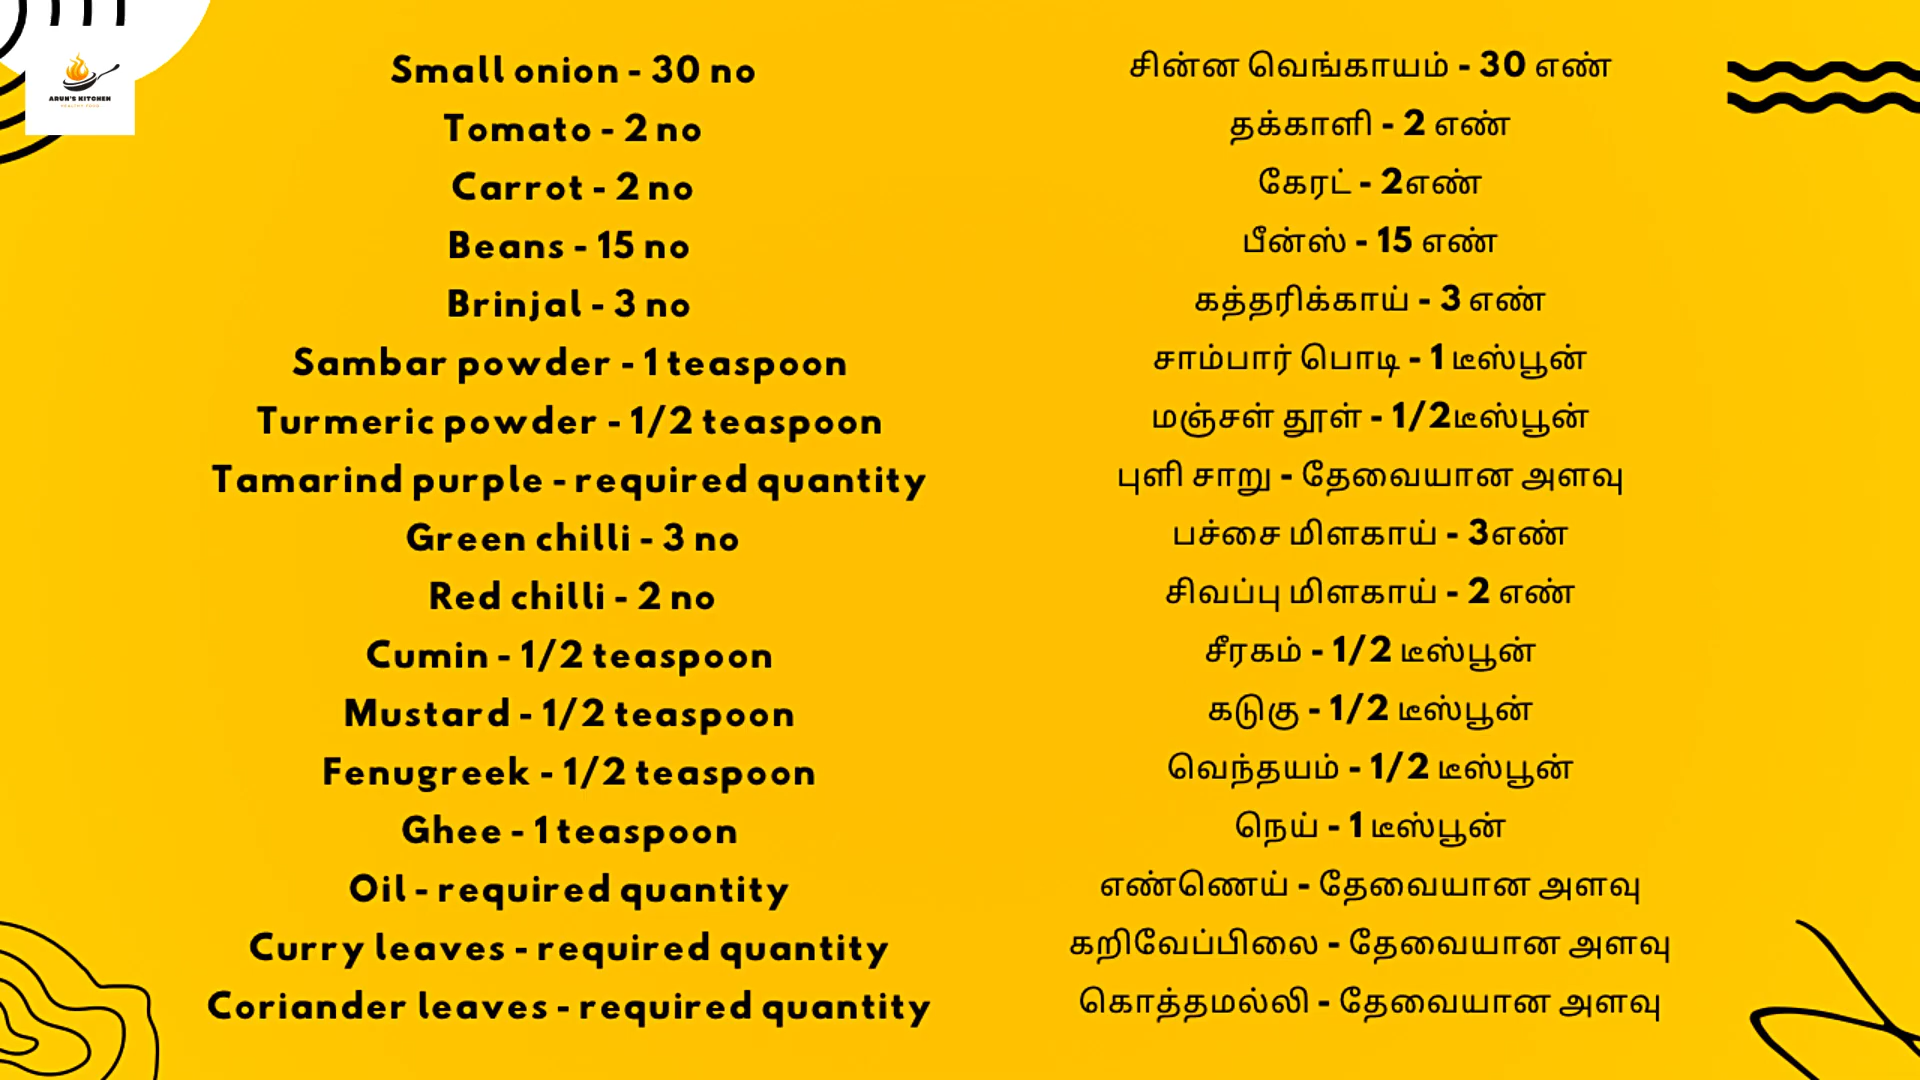 ARUN'S KITCHEN
HEALTHY FOOD
Small onion - 30 no
Tomato - 2 no
Carrot - 2 no
Beans - 15 no
Brinjal - 3 no
Sambar powder - 1 teaspoon
Turmeric powder - 1/2 teaspoon
Tamarind purple - required quantity
Green chilli - 3 no
Red chilli - 2 no
Cumin - 1/2 teaspoon
Mustard - 1/2 teaspoon
Fenugreek - 1/2 teaspoon
Ghee - 1 teaspoon
Oil - required quantity
Curry leaves - required quantity
Coriander leaves - required quantity
சின்ன வெங்காயம் - 30 எண்
தக்காளி - 2 எண்
கேரட் - 2எண்
பீன்ஸ் - 15 எண்
கத்தரிக்காய் - 3 எண்
சாம்பார் பொடி - 1 டீஸ்பூன்
மஞ்சள் தூள் - 1/2டீஸ்பூன்
புளி சாறு - தேவையான அளவு
பச்சை மிளகாய் - 3எண்
சிவப்பு மிளகாய் - 2 எண்
சீரகம் - 1/2 டீஸ்பூன்
கடுகு - 1/2 டீஸ்பூன்
வெந்தயம் - 1/2 டீஸ்பூன்
நெய் - 1 டீஸ்பூன்
எண்ணெய் - தேவையான அளவு
கறிவேப்பிலை - தேவையான அளவு
கொத்தமல்லி - தேவையான அளவு